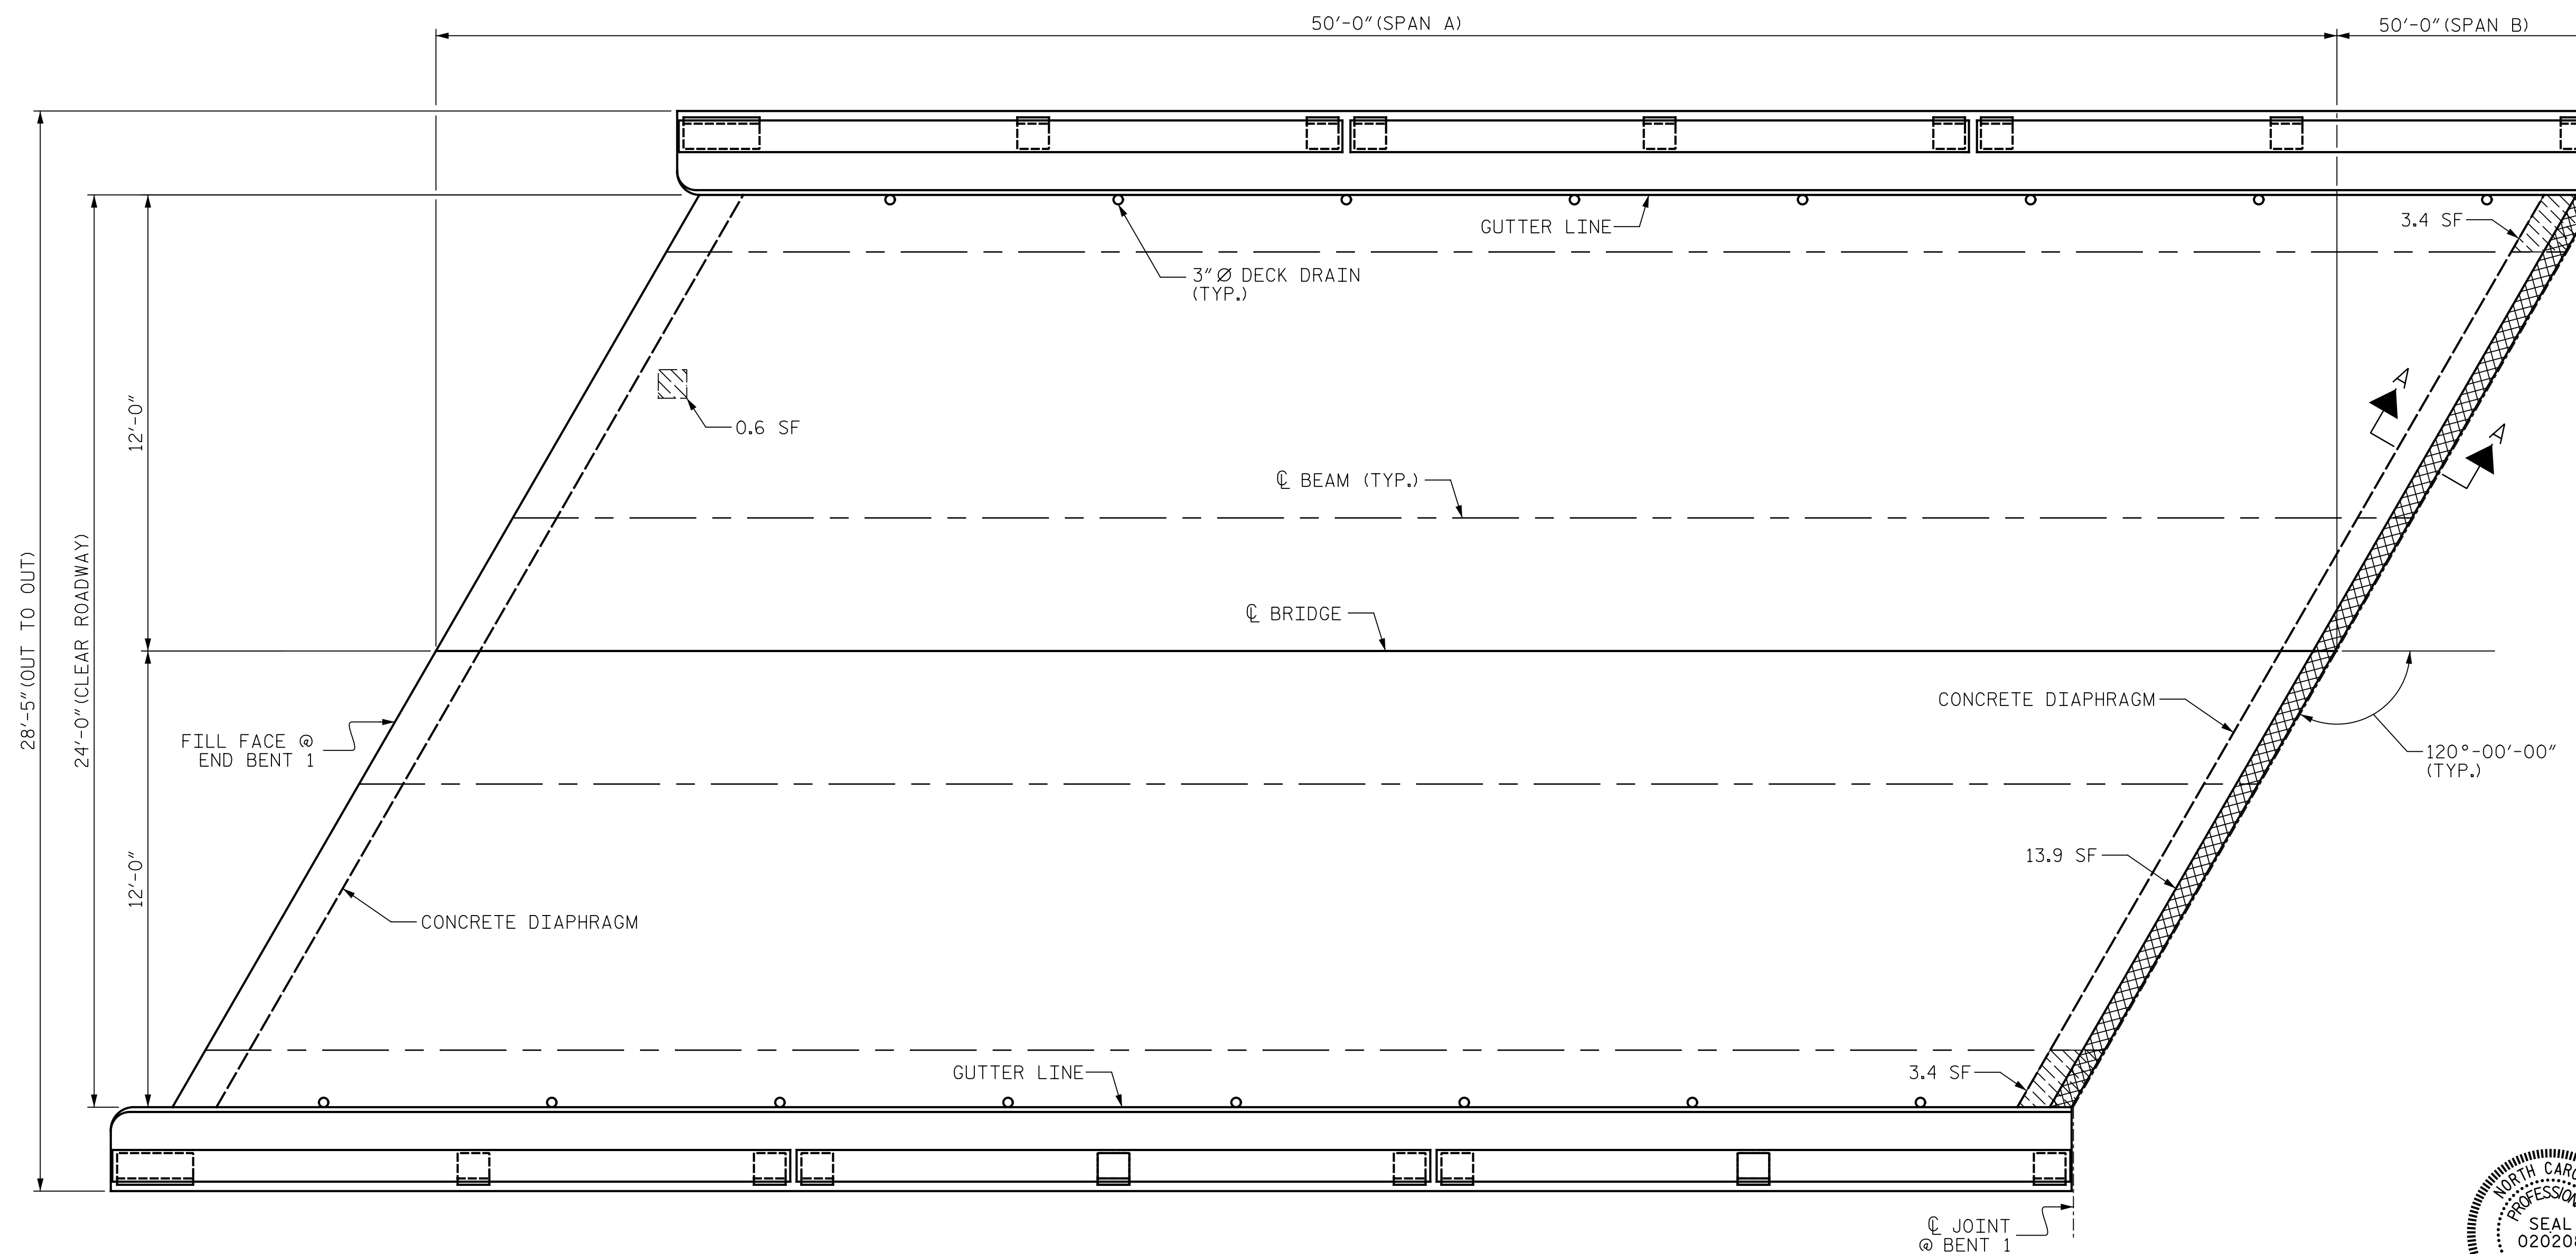 50'-0"(SPAN A)
50'-0"(SPAN B)
GUTTER LINE
3.4 SF
3"Ø DECK DRAIN
(TYP.)
12'-0"
0.6 SF
A
A
℄ BEAM (TYP.)
28'-5"(OUT TO OUT)
24'-0"(CLEAR ROADWAY)
℄ BRIDGE
CONCRETE DIAPHRAGM
FILL FACE @
END BENT 1
120°-00'-00"
(TYP.)
12'-0"
13.9 SF
CONCRETE DIAPHRAGM
GUTTER LINE
3.4 SF
℄ JOINT
@ BENT 1
NORTH
SEAL